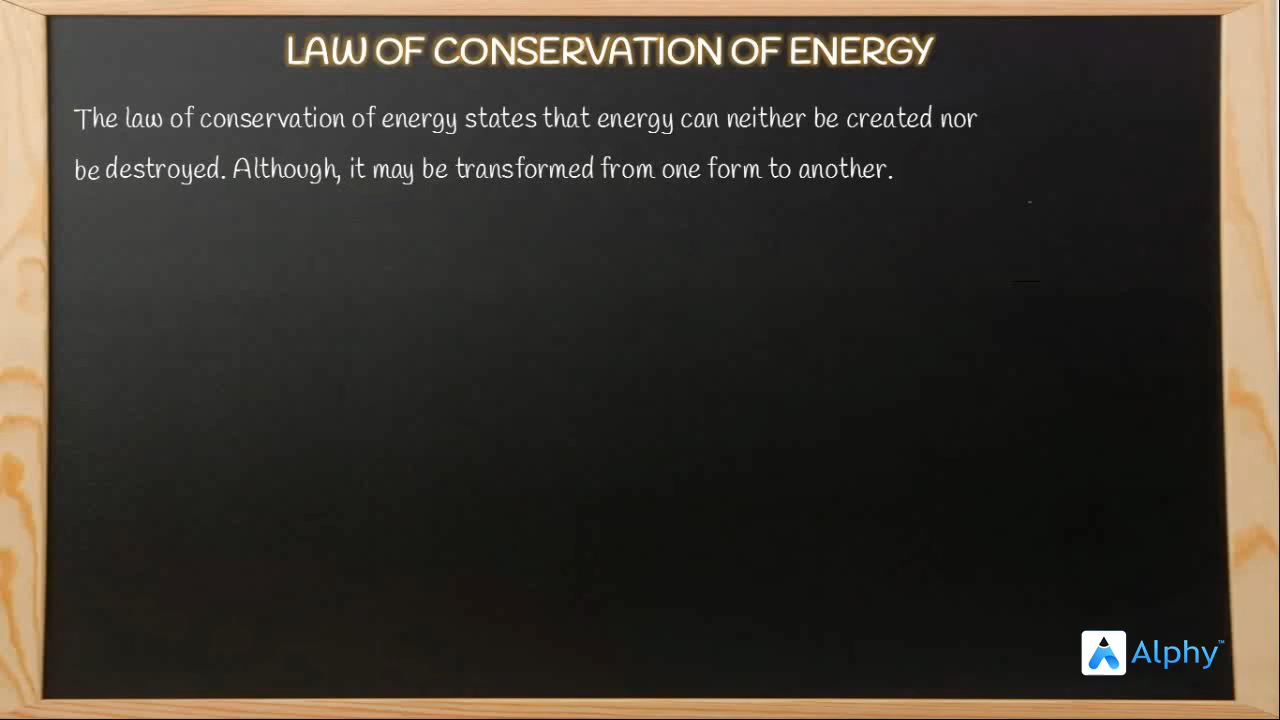 LAW OF CONSERVATION OF ENERGY
The law of conservation of energy states that energy can neither be created nor
be destroyed. Although, it may be transformed from one form to another.
Alphy™